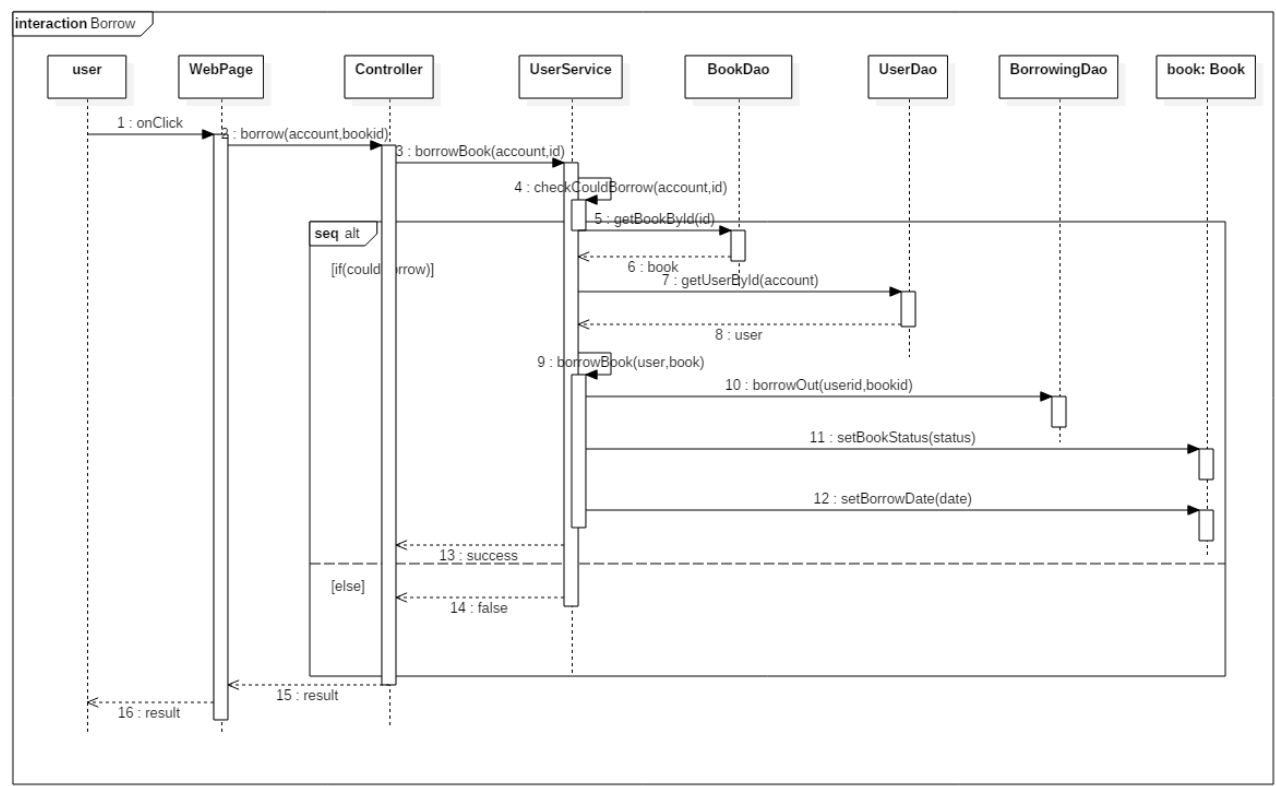 interaction Borrow
user
WebPage
Controller
UserService
BookDao
UserDao
BorrowingDao
book: Book
1 : onClick
2 : borrow(account,bookid)
3 : borrowBook(account,id)
4 : checkCouldBorrow(account,id)
5 : getBookById(id)
seq alt
[if(couldBorrow)]
6 : book
7 : getUserById(account)
8 : user
9 : borrowBook(user,book)
10 : borrowOut(userid,bookid)
11 : setBookStatus(status)
12 : setBorrowDate(date)
13 : success
[else]
14 : false
15 : result
16 : result